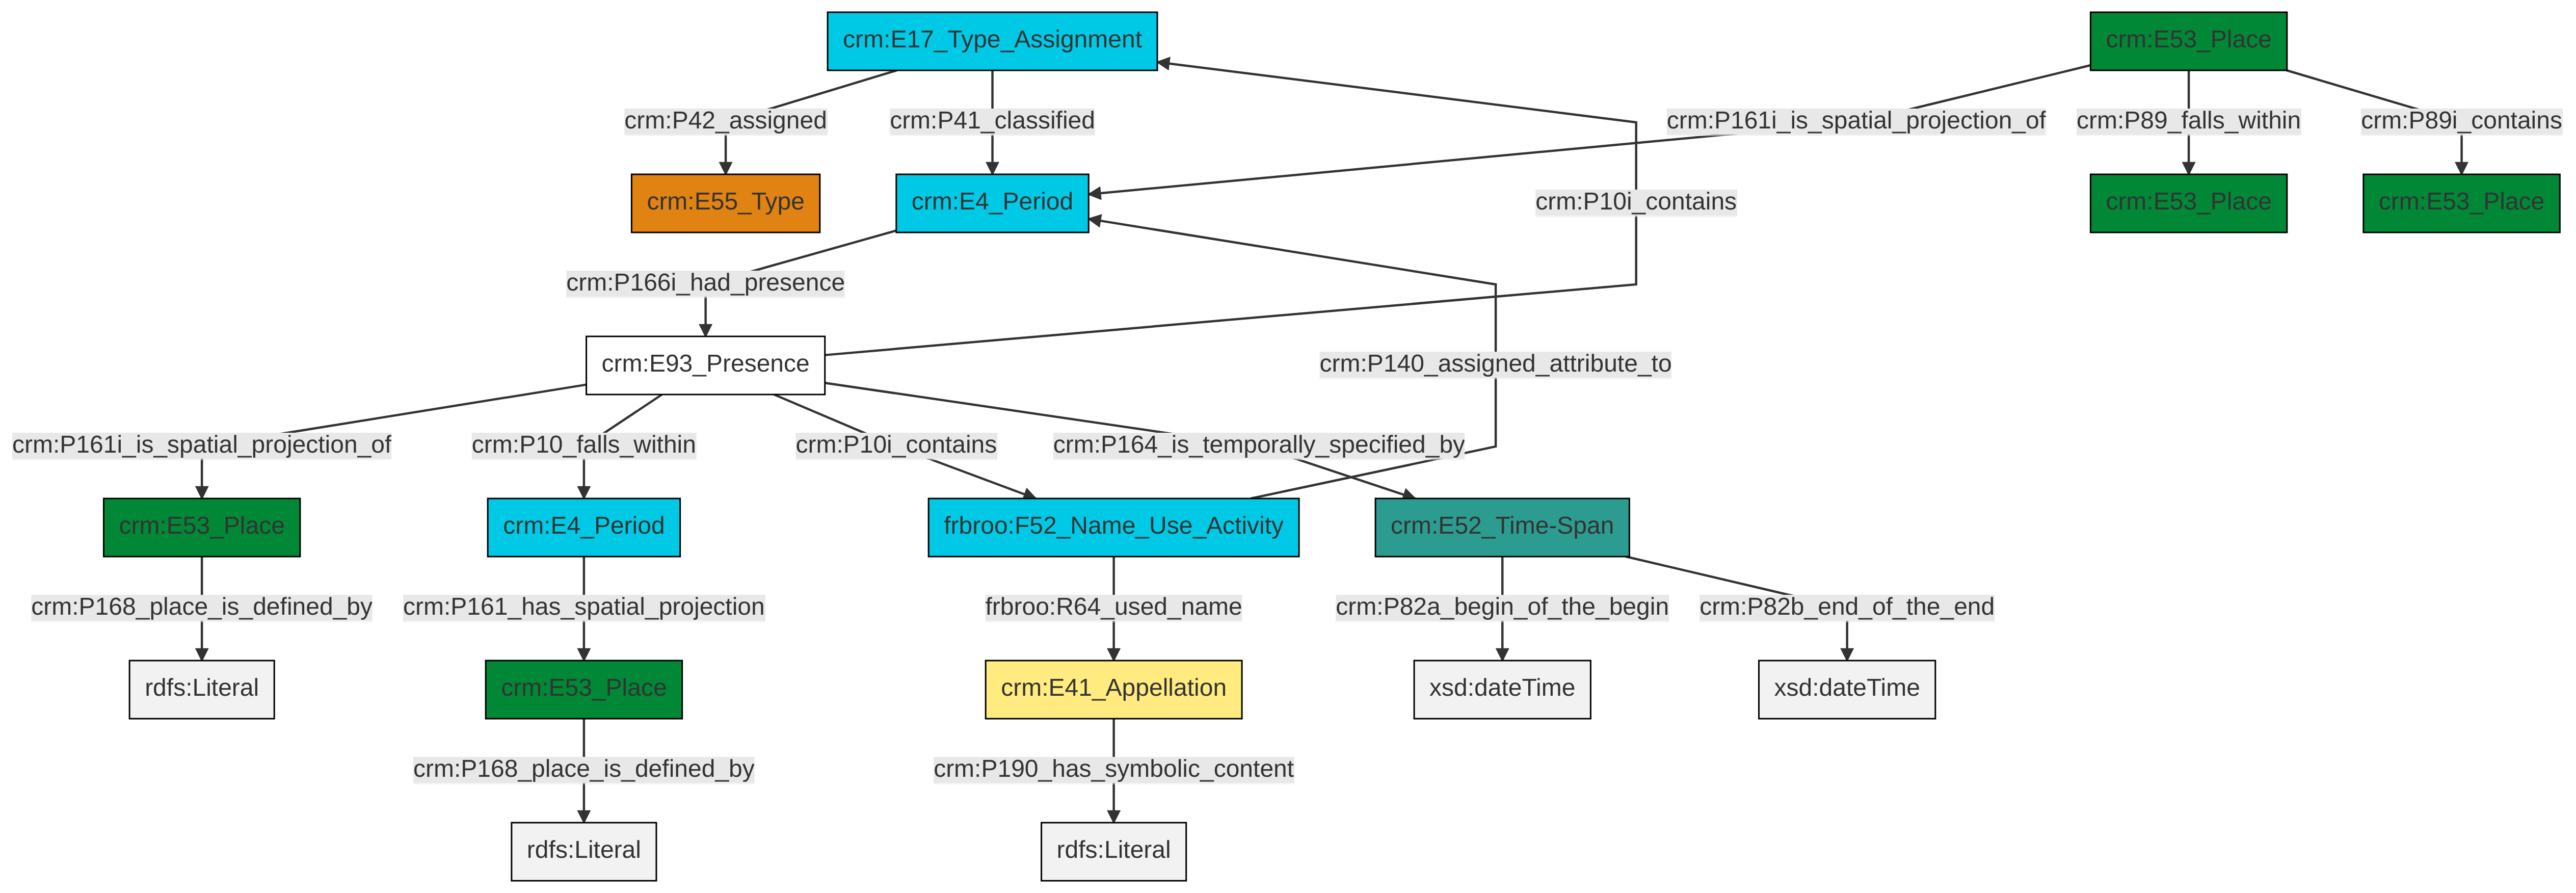 crm:E17_Type_Assignment
crm:E53_Place
crm:P42_assigned
crm:P41_classified
crm:P161i_is_spatial_projection_of
crm:P89_falls_within
crm:P89i_contains
crm:E55_Type
crm:E4_Period
crm:P10i_contains
crm:E53_Place
crm:E53_Place
crm:P166i_had_presence
crm:E93_Presence
crm:P140_assigned_attribute_to
crm:P161i_is_spatial_projection_of
crm:P10_falls_within
crm:P10i_contains
crm:P164_is_temporally_specified_by
crm:E53_Place
crm:E4_Period
frbroo:F52_Name_Use_Activity
crm:E52_Time-Span
crm:P168_place_is_defined_by
crm:P161_has_spatial_projection
frbroo:R64_used_name
crm:P82a_begin_of_the_begin
crm:P82b_end_of_the_end
rdfs:Literal
crm:E53_Place
crm:E41_Appellation
xsd:dateTime
xsd:dateTime
crm:P168_place_is_defined_by
crm:P190_has_symbolic_content
rdfs:Literal
rdfs:Literal